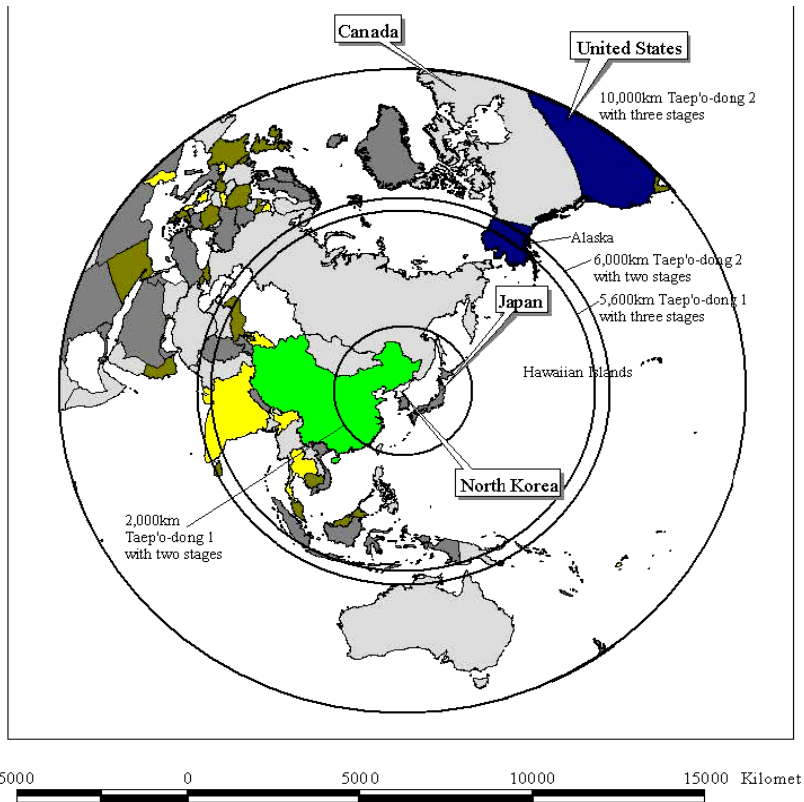 Canada
United States
10,000km Taep'o-dong 2
with three stages
Alaska
6,000km Taep'o-dong 2
with two stages
Japan
5,600km Taep'o-dong 1
with three stages
Hawaiian Islands
North Korea
2,000km
Taep'o-dong 1
with two stages
5000 0 5000 10000 15000 Kilomet